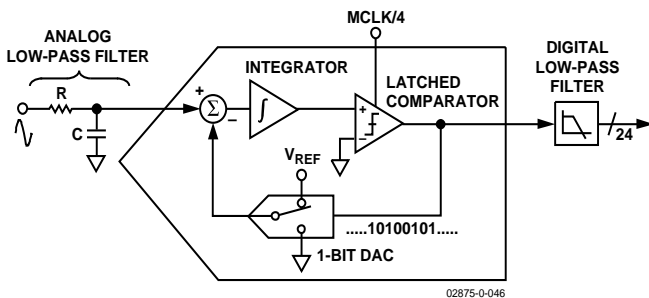 MCLK/4
ANALOG
LOW-PASS FILTER
R
C
+
Σ
–
INTEGRATOR
∫
LATCHED
COMPARATOR
+
–
DIGITAL
LOW-PASS
FILTER
24
VREF
.....10100101.....
1-BIT DAC
02875-0-046